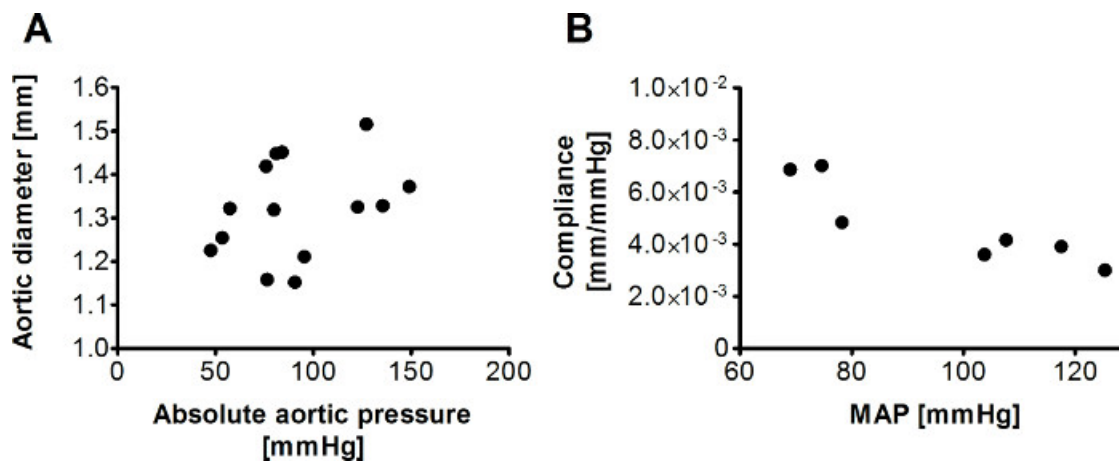 A
Aortic diameter [mm]
1.6
1.5
1.4
1.3
1.2
1.1
1.0
0
50
100
150
200
Absolute aortic pressure
[mmHg]
B
Compliance
[mm/mmHg]
1.0×10⁻²
8.0×10⁻³
6.0×10⁻³
4.0×10⁻³
2.0×10⁻³
0
60
80
100
120
MAP [mmHg]